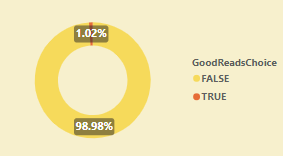 1.02%
GoodReadsChoice
FALSE
TRUE
98.98%